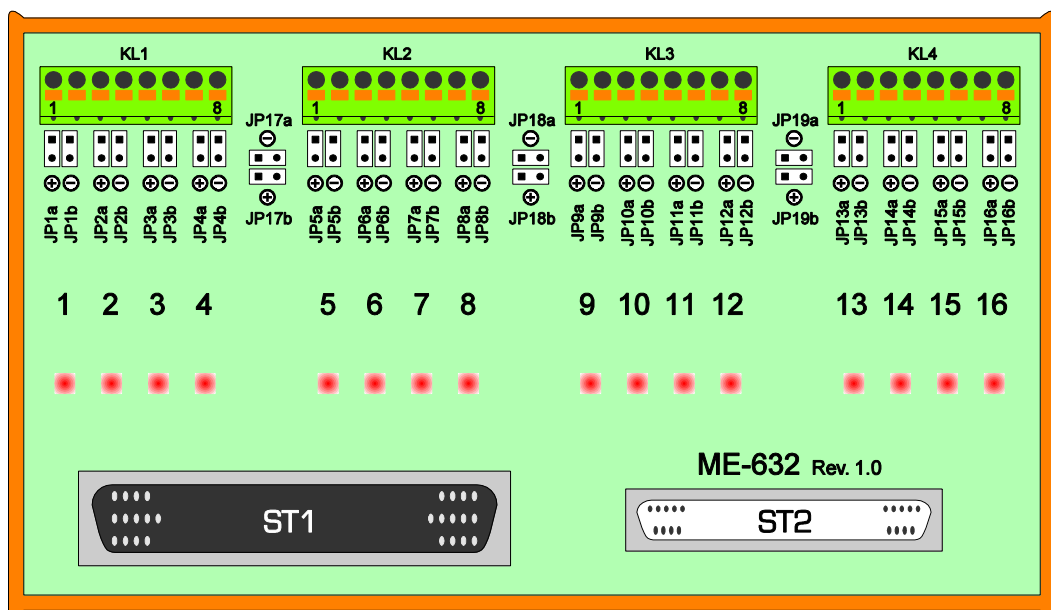 KL1 KL2 KL3 KL4
1 8 1 8 1 8 1 8
JP17a JP18a JP19a
JP1a JP1b JP2a JP2b JP3a JP3b JP4a JP4b JP17b JP5a JP5b JP6a JP6b JP7a JP7b JP8a JP8b JP18b JP9a JP9b JP10a JP10b JP11a JP11b JP12a JP12b JP19b JP13a JP13b JP14a JP14b JP15a JP15b JP16a JP16b
1 2 3 4 5 6 7 8 9 10 11 12 13 14 15 16
ME-632 Rev. 1.0
ST1 ST2